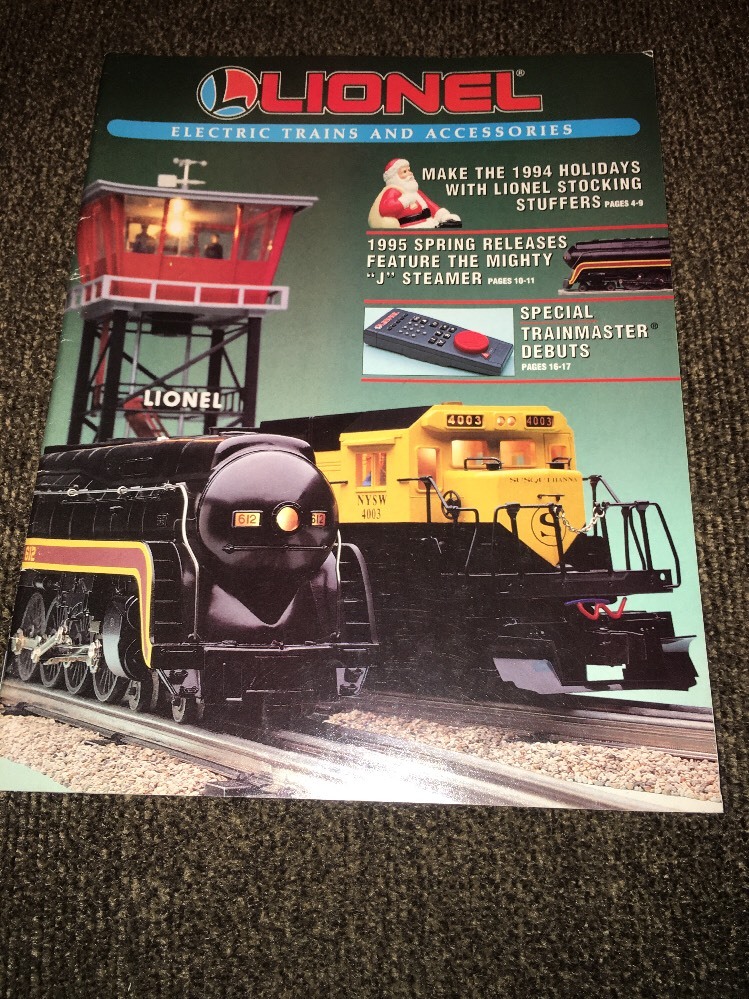 LIONEL®
ELECTRIC TRAINS AND ACCESSORIES
MAKE THE 1994 HOLIDAYS
WITH LIONEL STOCKING
STUFFERS PAGES 4-9
1995 SPRING RELEASES
FEATURE THE MIGHTY
"J" STEAMER PAGES 10-11
SPECIAL
TRAINMASTER®
DEBUTS
PAGES 16-17
LIONEL
4003 4003
SUSQUEHANNA
NYSW
4003
S
612 612
612